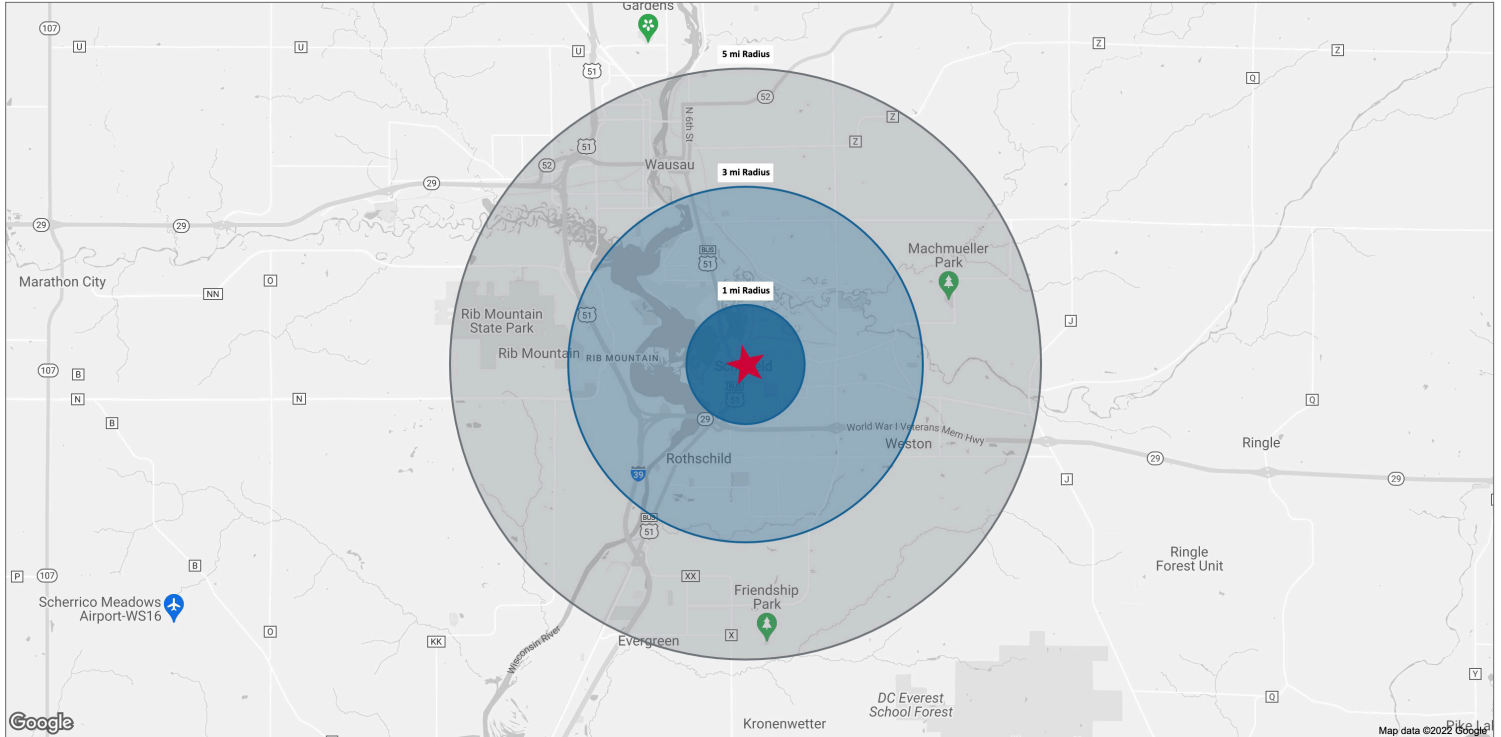 Gardens
107
U
U
U
51
Z
Z
Q
5 mi Radius
52
N 6th St
Z
Z
51
52
Wausau
3 mi Radius
29
29
29
BUS
51
Machmueller
Park
Marathon City
O
NN
1 mi Radius
Rib Mountain
State Park
51
J
Rib Mountain
RIB MOUNTAIN
107
B
N
N
B
Q
29
World War I Veterans Mem Hwy
Weston
Ringle
Rothschild
29
29
39
J
BUS
51
Ringle
Forest Unit
P
107
B
XX
Scherrico Meadows
Airport-WS16
Friendship
Park
O
KK
Wisconsin River
Evergreen
X
Y
Q
DC Everest
School Forest
Kronenwetter
Google
Map data ©2022 Google